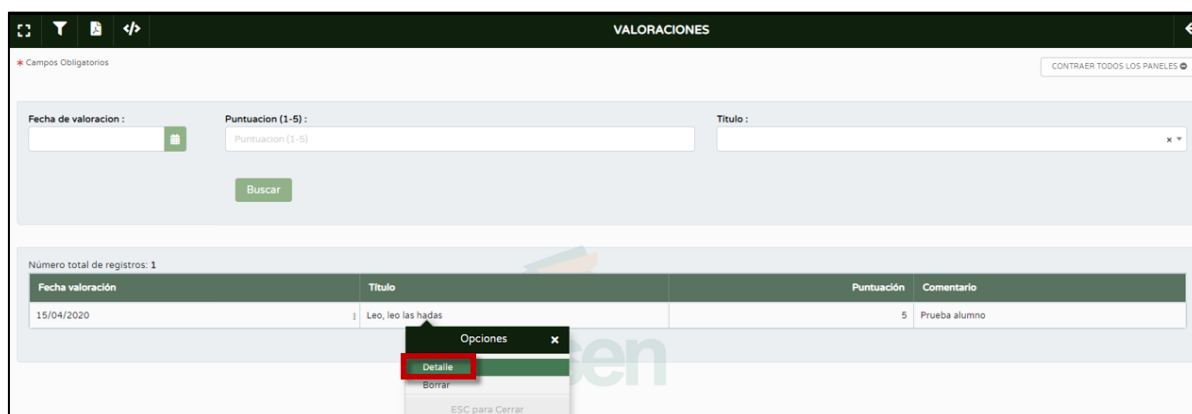 VALORACIONES
* Campos Obligatorios
CONTRAER TODOS LOS PANELES
Fecha de valoracion :
Puntuacion (1-5) :
Titulo :
Puntuacion (1-5)
Buscar
Número total de registros: 1
Fecha valoración Título Puntuación Comentario
15/04/2020 Leo, leo las hadas 5 Prueba alumno
Opciones
Detalle
Borrar
ESC para Cerrar